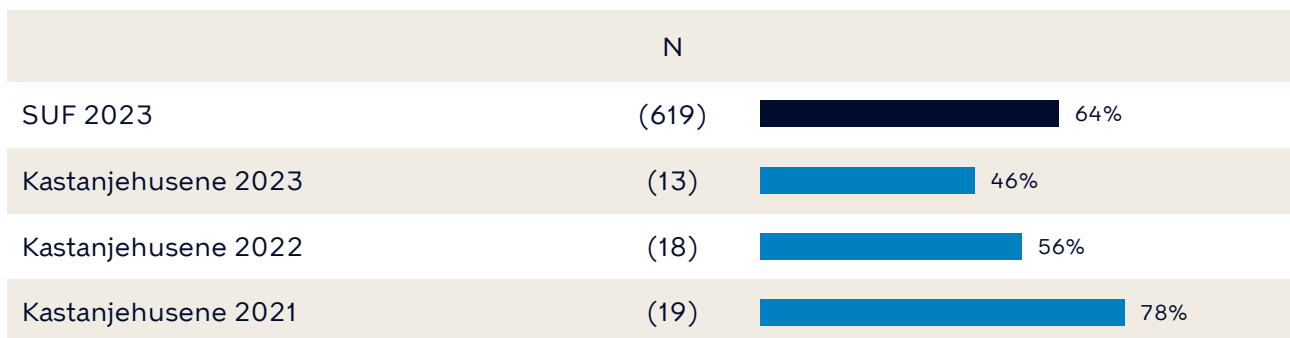 N
SUF 2023 (619) 64%
Kastanjehusene 2023 (13) 46%
Kastanjehusene 2022 (18) 56%
Kastanjehusene 2021 (19) 78%